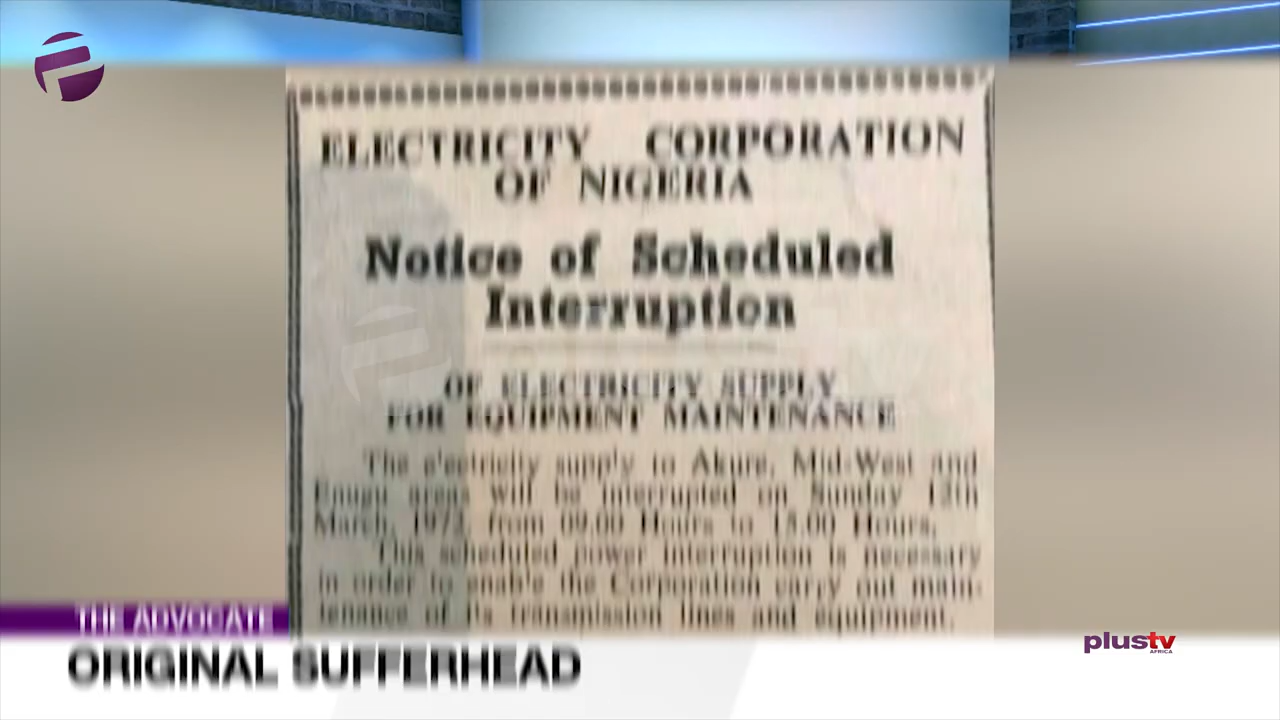 ELECTRICITY CORPORATION
OF NIGERIA
Notice of Scheduled
Interruption
OF ELECTRICITY SUPPLY
FOR EQUIPMENT MAINTENANCE
The electricity supply to Akure, Mid-West and
Enugu areas will be interrupted on Sunday 12th
March, 1972 from 09.00 Hours to 15.00 Hours.
This scheduled power interruption is necessary
in order to enable the Corporation carry out main-
tenance of its transmission lines and equipment.
THE ADVOCATE
ORIGINAL SUFFERHEAD
plustv
AFRICA